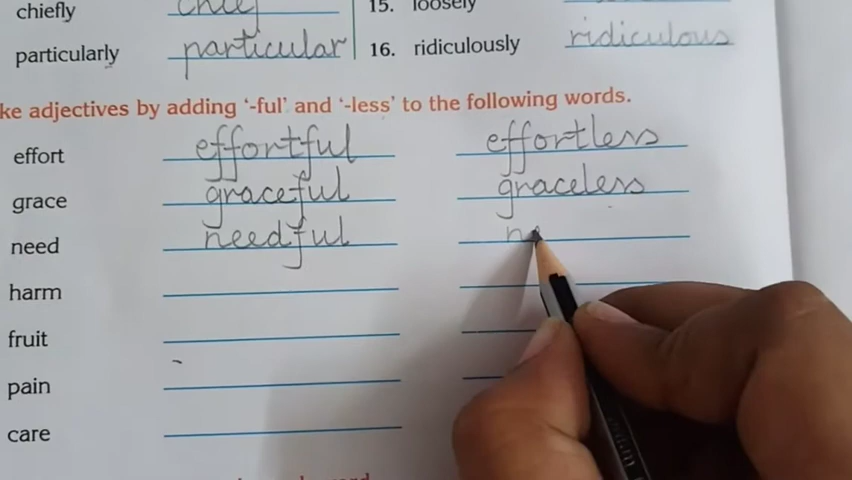 chiefly chief 15. loosely
particularly particular 16. ridiculously ridiculous
ke adjectives by adding '-ful' and '-less' to the following words.
effort effortful effortless
grace graceful graceless
need needful ne
harm
fruit
pain
care